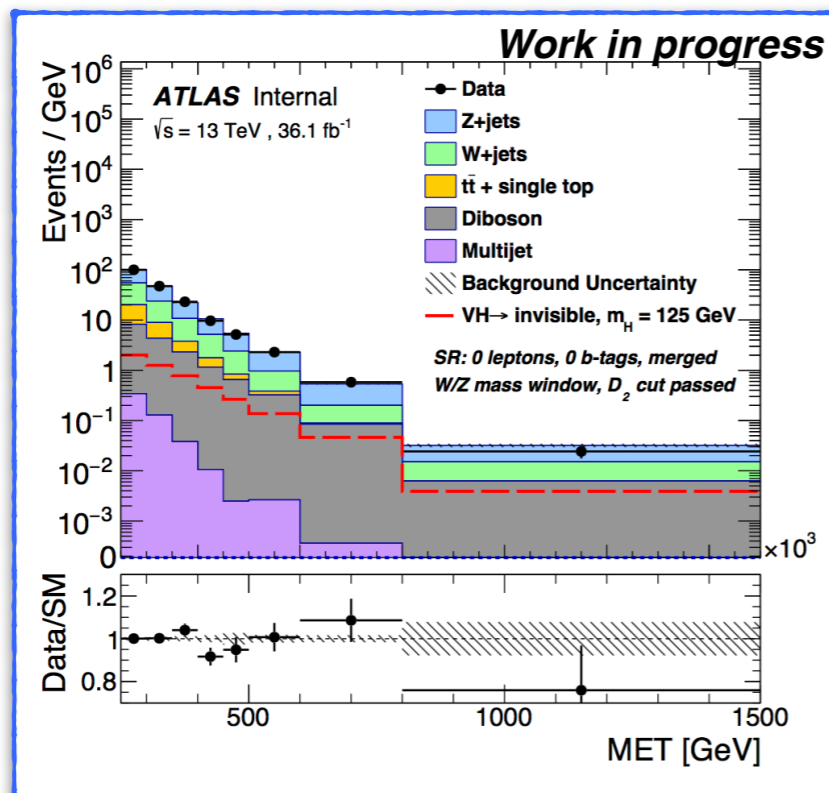 Work in progress
Events / GeV
10⁶
10⁵
10⁴
10³
10²
10
1
10⁻¹
10⁻²
10⁻³
0
ATLAS Internal
√s = 13 TeV , 36.1 fb⁻¹
Data
Z+jets
W+jets
tt̄ + single top
Diboson
Multijet
Background Uncertainty
VH→ invisible, m_H = 125 GeV
SR: 0 leptons, 0 b-tags, merged
W/Z mass window, D₂ cut passed
×10³
Data/SM
1.2
1
0.8
500 1000 1500
MET [GeV]